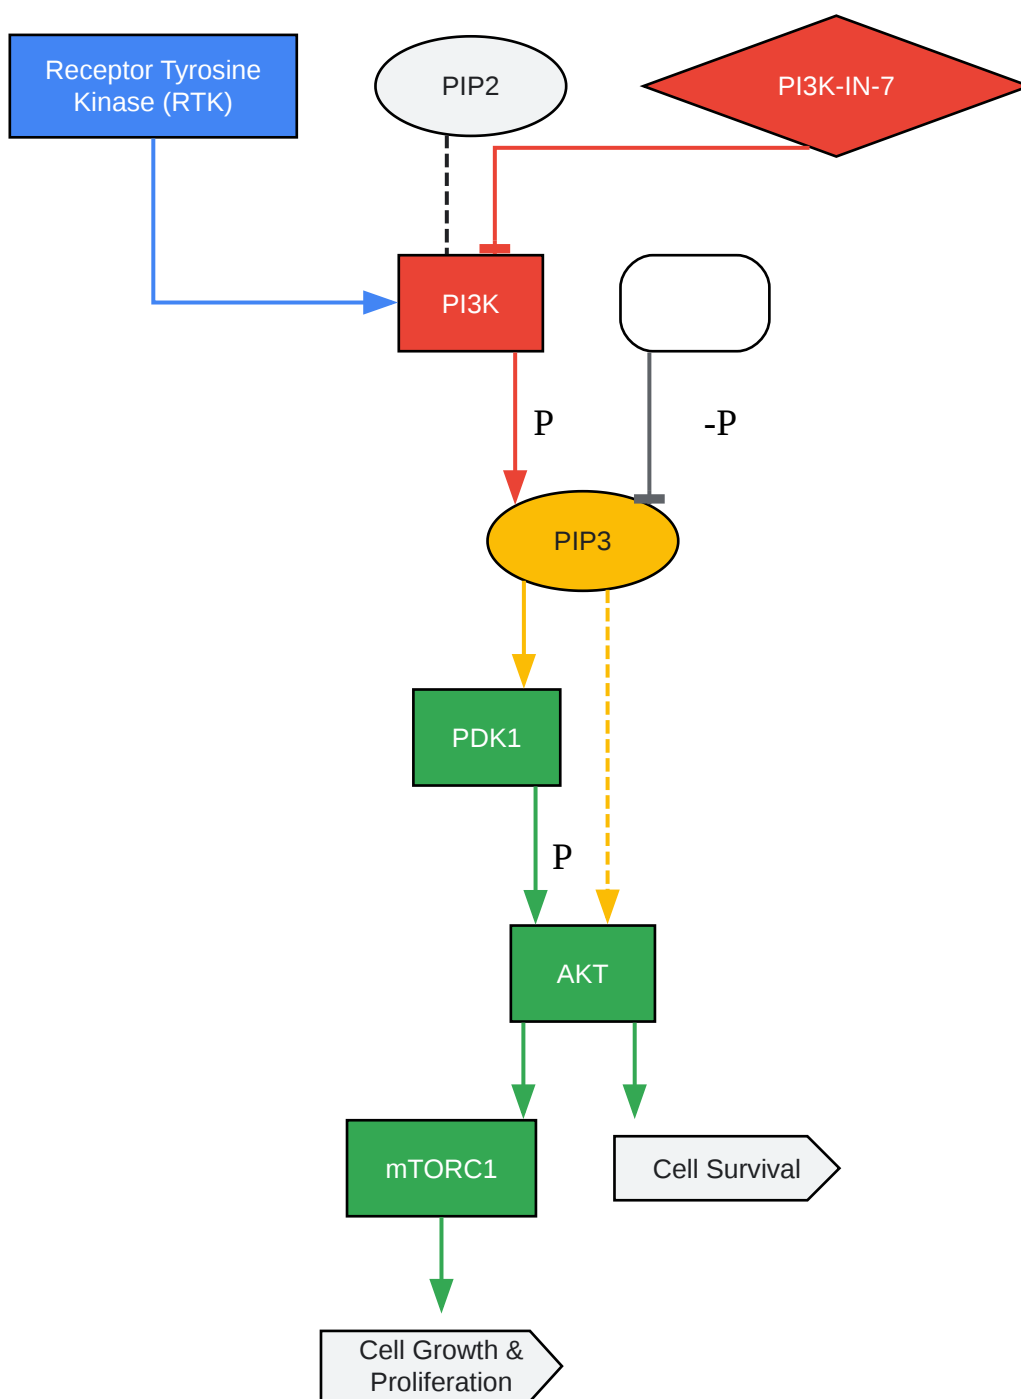 Receptor Tyrosine
Kinase (RTK)
PIP2
PI3K-IN-7
PI3K
P
-P
PIP3
PDK1
P
AKT
mTORC1
Cell Survival
Cell Growth &
Proliferation